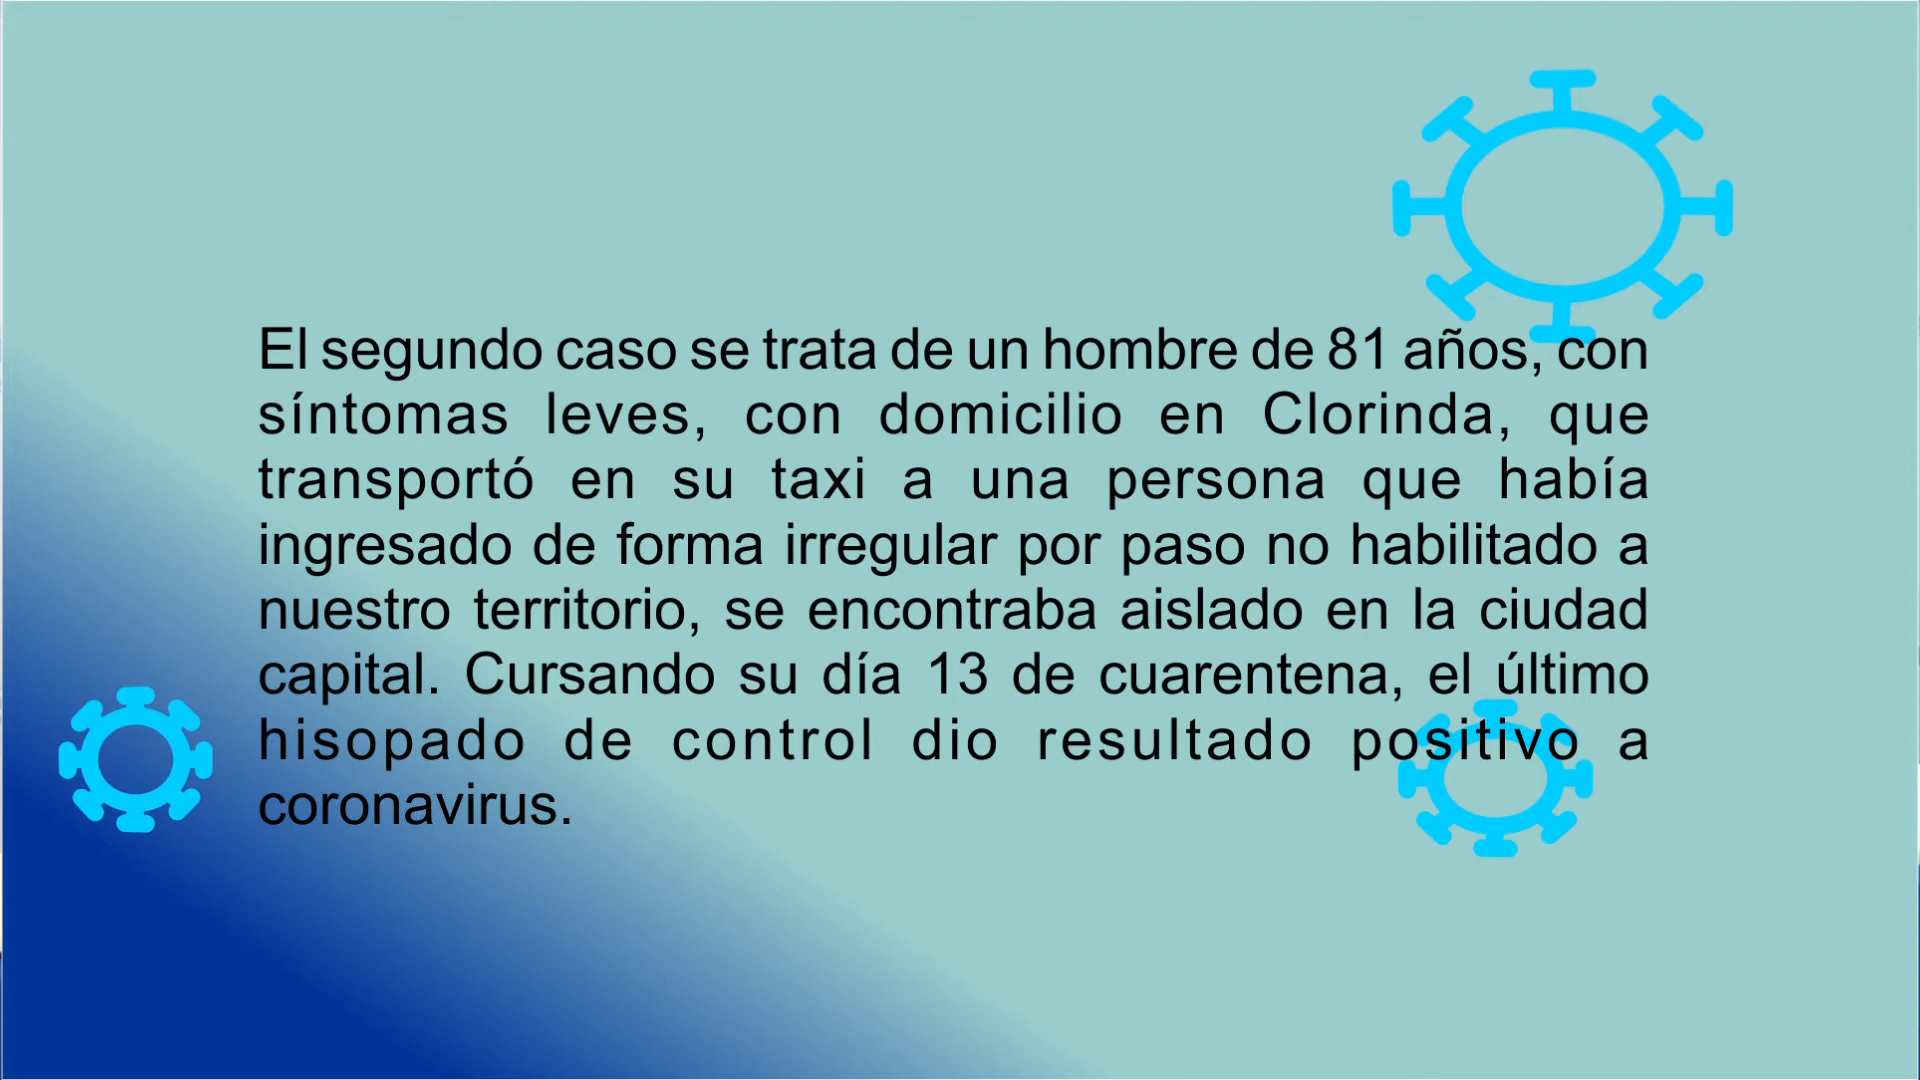 El segundo caso se trata de un hombre de 81 años, con
síntomas leves, con domicilio en Clorinda, que
transportó en su taxi a una persona que había
ingresado de forma irregular por paso no habilitado a
nuestro territorio, se encontraba aislado en la ciudad
capital. Cursando su día 13 de cuarentena, el último
hisopado de control dio resultado positivo a
coronavirus.